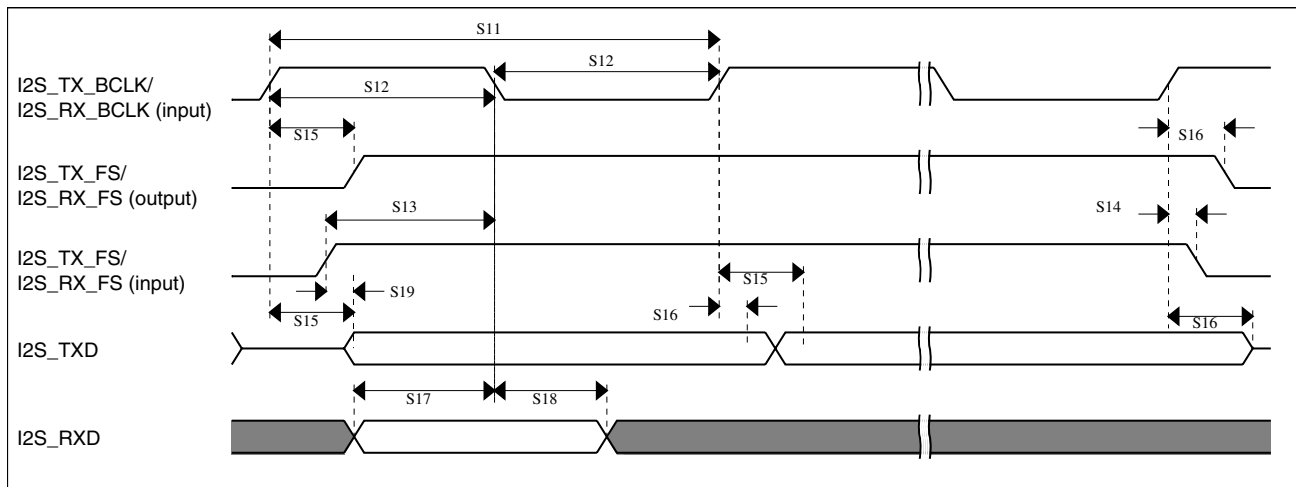 S11
I2S_TX_BCLK/
I2S_RX_BCLK (input)
S12
S12
S15
S16
I2S_TX_FS/
I2S_RX_FS (output)
S13
S14
I2S_TX_FS/
I2S_RX_FS (input)
S15
S19
S15
S16
S16
I2S_TXD
S17
S18
I2S_RXD